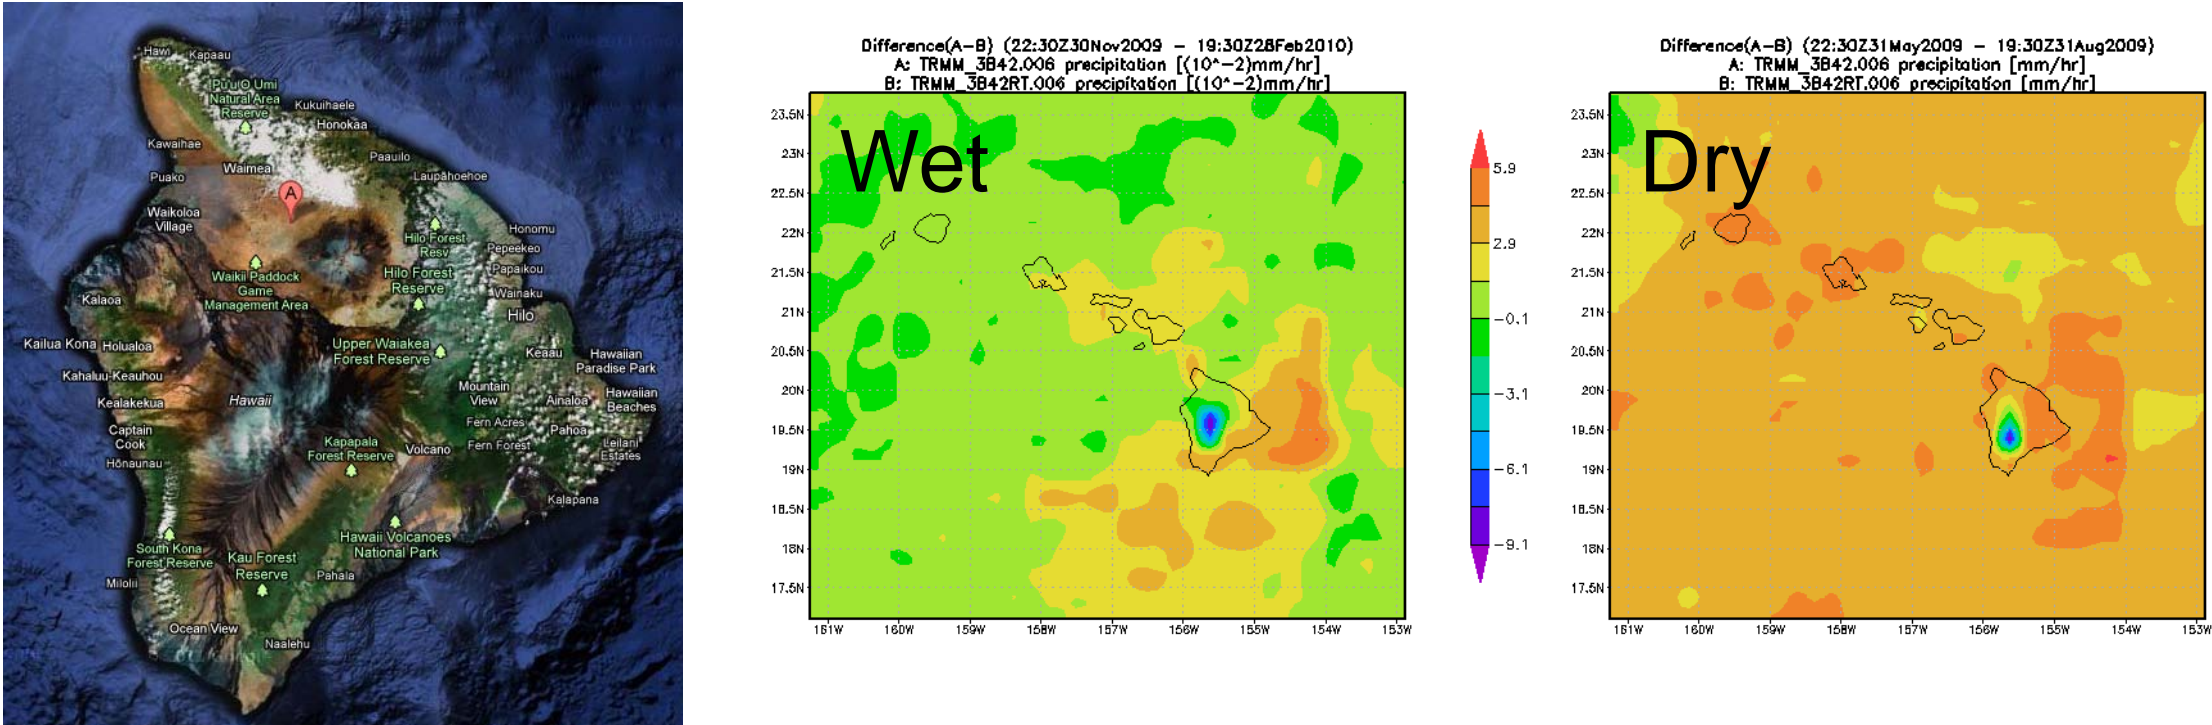 Hawi
Kapaau
Pu'u O Umi
Natural Area
Reserve
Kukuihaele
Honokaa
Kawaihae
Paauilo
Waimea
Laupāhoehoe
Puako
A
Waikoloa
Village
Honomu
Hilo Forest
Resv
Pepeekeo
Papaikou
Waikii Paddock
Game
Management Area
Hilo Forest
Reserve
Wainaku
Kalaoa
Hilo
Kailua Kona
Holualoa
Upper Waiakea
Forest Reserve
Keaau
Hawaiian
Paradise Park
Kahaluu-Keauhou
Mountain
View
Hawaiian
Beaches
Kealakekua
Hawaii
Ainaloa
Captain
Cook
Fern Acres
Pahoa
Kapapala
Forest Reserve
Volcano
Fern Forest
Leilani
Estates
Hōnaunau
Kalapana
South Kona
Forest Reserve
Hawaii Volcanoes
National Park
Kau Forest
Reserve
Pahala
Milolii
Ocean View
Naalehu
Difference(A-B) (22:30Z30Nov2009 - 19:30Z28Feb2010)
A: TRMM_3B42.006 precipitation [(10^-2)mm/hr]
B: TRMM_3B42RT.006 precipitation [(10^-2)mm/hr]
Wet
23.5N
23N
22.5N
22N
21.5N
21N
20.5N
20N
19.5N
19N
18.5N
18N
17.5N
161W 160W 159W 158W 157W 156W 155W 154W 153W
5.9
2.9
-0.1
-3.1
-6.1
-9.1
Difference(A-B) (22:30Z31May2009 - 19:30Z31Aug2009)
A: TRMM_3B42.006 precipitation [mm/hr]
B: TRMM_3B42RT.006 precipitation [mm/hr]
Dry
23.5N
23N
22.5N
22N
21.5N
21N
20.5N
20N
19.5N
19N
18.5N
18N
17.5N
161W 160W 159W 158W 157W 156W 155W 154W 153W